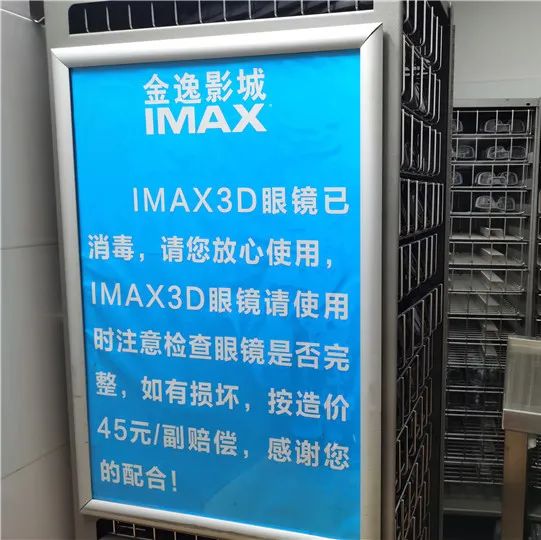 金逸影城
IMAX
IMAX3D眼镜已
消毒，请您放心使用，
IMAX3D眼镜请使用
时注意检查眼镜是否完
整，如有损坏，按造价
45元/副赔偿，感谢您
的配合！